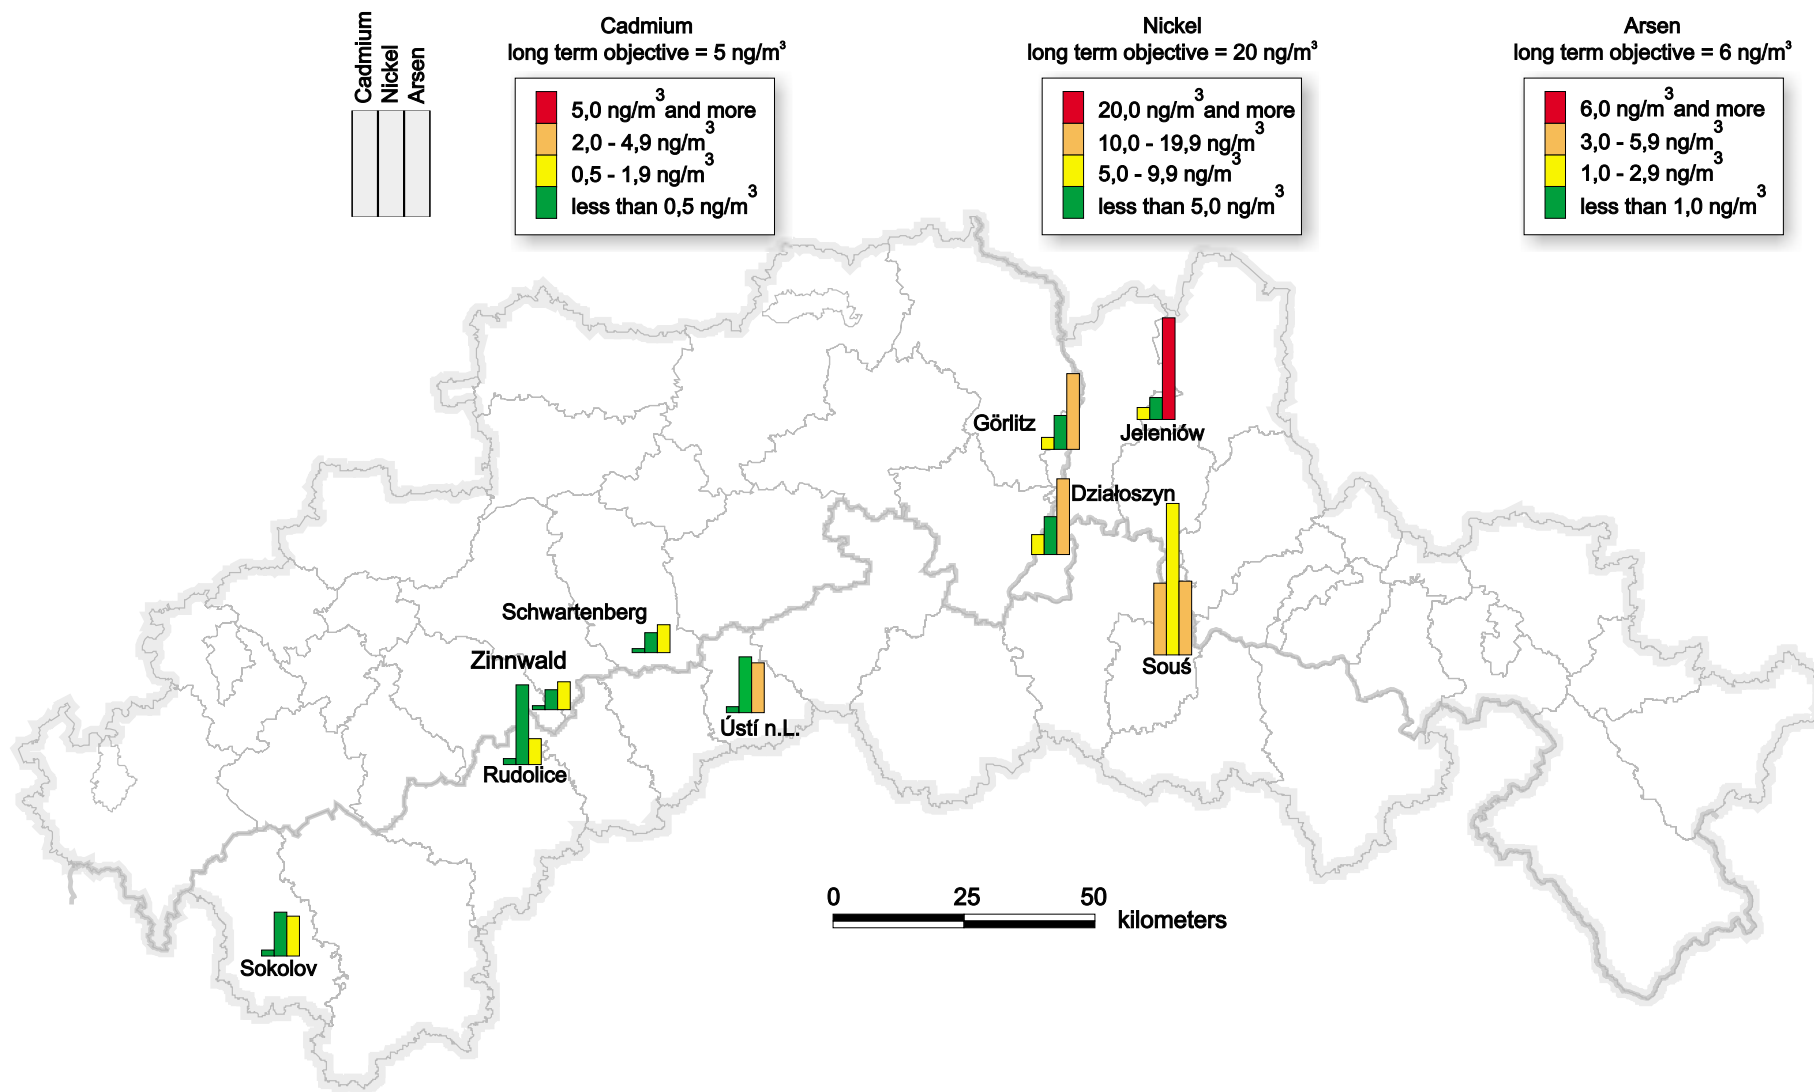 Cadmium
Nickel
Arsen
Cadmium
long term objective = 5 ng/m³
5,0 ng/m³ and more
2,0 - 4,9 ng/m³
0,5 - 1,9 ng/m³
less than 0,5 ng/m³
Nickel
long term objective = 20 ng/m³
20,0 ng/m³ and more
10,0 - 19,9 ng/m³
5,0 - 9,9 ng/m³
less than 5,0 ng/m³
Arsen
long term objective = 6 ng/m³
6,0 ng/m³ and more
3,0 - 5,9 ng/m³
1,0 - 2,9 ng/m³
less than 1,0 ng/m³
Görlitz
Jeleniów
Działoszyn
Schwartenberg
Zinnwald
Souś
Ústí n.L.
Rudolice
Sokolov
0 25 50
kilometers